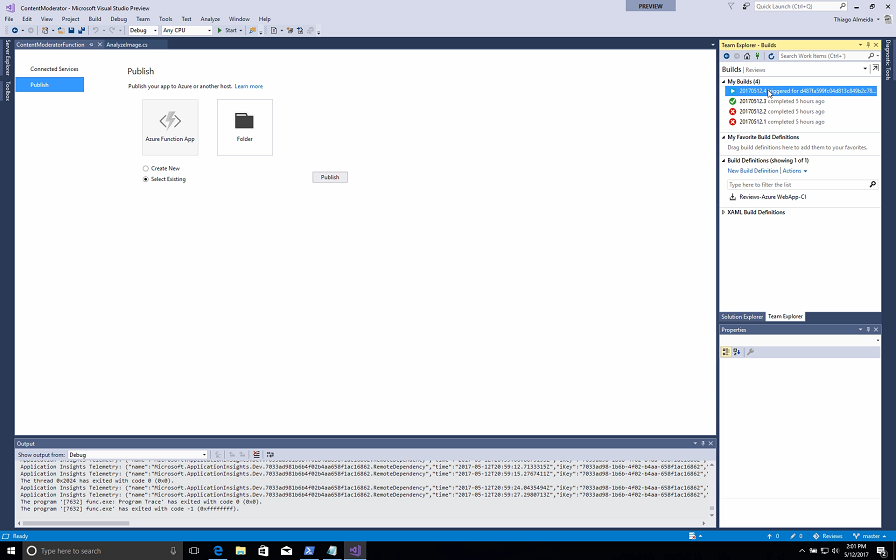 ContentModerator - Microsoft Visual Studio Preview
PREVIEW
Quick Launch (Ctrl+Q)
Thiago Almeida
File Edit View Project Build Debug Team Tools Test Analyze Window Help
Debug Any CPU Start
Server Explorer
Toolbox
ContentModeratorFunction AnalyzeImage.cs
Connected Services
Publish
Publish
Publish your app to Azure or another host. Learn more
Azure Function App
Folder
Create New
Select Existing
Publish
Team Explorer - Builds
Search Work Items (Ctrl+')
Builds | Reviews
My Builds (4)
20170512.4 triggered for
20170512.3 completed 5 hours ago
20170512.2 completed 5 hours ago
20170512.1 completed 5 hours ago
My Favorite Build Definitions
Drag build definitions here to add them to your favorites.
Build Definitions (showing 1 of 1)
New Build Definition | Actions
Type here to filter the list
Reviews-Azure WebApp-CI
XAML Build Definitions
Solution Explorer Team Explorer
Properties
Diagnostic Tools
Output
Show output from: Debug
Application Insights Telemetry: {"name":"Microsoft.ApplicationInsights.Dev.7033ad981b6b4f02b4aa658f1ac16862.RemoteDependency","time":"2017-05-12T20:59:12.7133315Z","iKey":"7033ad98-1b6b-4f02-b4aa-658f1ac16862"
Application Insights Telemetry: {"name":"Microsoft.ApplicationInsights.Dev.7033ad981b6b4f02b4aa658f1ac16862.RemoteDependency","time":"2017-05-12T20:59:15.2767411Z","iKey":"7033ad98-1b6b-4f02-b4aa-658f1ac16862"
The thread 0x2024 has exited with code 0 (0x0).
Application Insights Telemetry: {"name":"Microsoft.ApplicationInsights.Dev.7033ad981b6b4f02b4aa658f1ac16862.RemoteDependency","time":"2017-05-12T20:59:24.0435494Z","iKey":"7033ad98-1b6b-4f02-b4aa-658f1ac16862"
Application Insights Telemetry: {"name":"Microsoft.ApplicationInsights.Dev.7033ad981b6b4f02b4aa658f1ac16862.RemoteDependency","time":"2017-05-12T20:59:27.2980713Z","iKey":"7033ad98-1b6b-4f02-b4aa-658f1ac16862"
The program '[7632] func.exe: Program Trace' has exited with code 0 (0x0).
The program '[7632] func.exe' has exited with code -1 (0xffffffff).
Ready
0 0 Reviews master
Type here to search
2:01 PM
5/12/2017